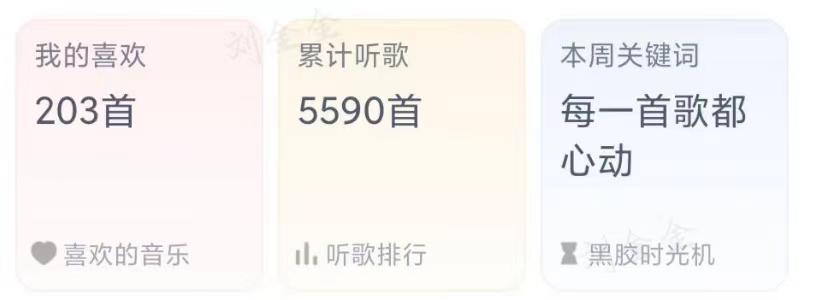 我的喜欢
203首
喜欢的音乐
累计听歌
5590首
听歌排行
本周关键词
每一首歌都
心动
黑胶时光机
刘金金
刘金金